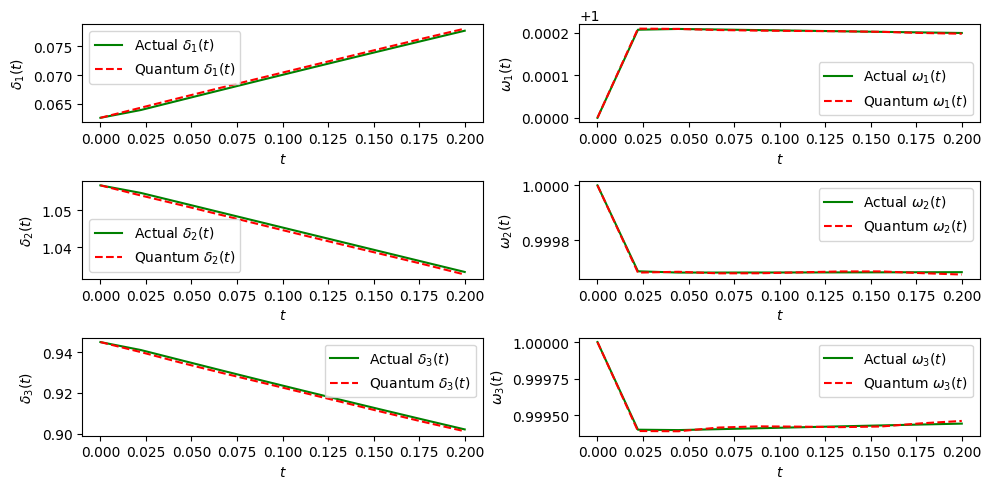 δ₁(t)
0.075
0.070
0.065
Actual δ₁(t)
Quantum δ₁(t)
0.000 0.025 0.050 0.075 0.100 0.125 0.150 0.175 0.200
t
+1
ω₁(t)
0.0002
0.0001
0.0000
Actual ω₁(t)
Quantum ω₁(t)
0.000 0.025 0.050 0.075 0.100 0.125 0.150 0.175 0.200
t
δ₂(t)
1.05
1.04
Actual δ₂(t)
Quantum δ₂(t)
0.000 0.025 0.050 0.075 0.100 0.125 0.150 0.175 0.200
t
ω₂(t)
1.0000
0.9998
Actual ω₂(t)
Quantum ω₂(t)
0.000 0.025 0.050 0.075 0.100 0.125 0.150 0.175 0.200
t
δ₃(t)
0.94
0.92
0.90
Actual δ₃(t)
Quantum δ₃(t)
0.000 0.025 0.050 0.075 0.100 0.125 0.150 0.175 0.200
t
ω₃(t)
1.00000
0.99975
0.99950
Actual ω₃(t)
Quantum ω₃(t)
0.000 0.025 0.050 0.075 0.100 0.125 0.150 0.175 0.200
t